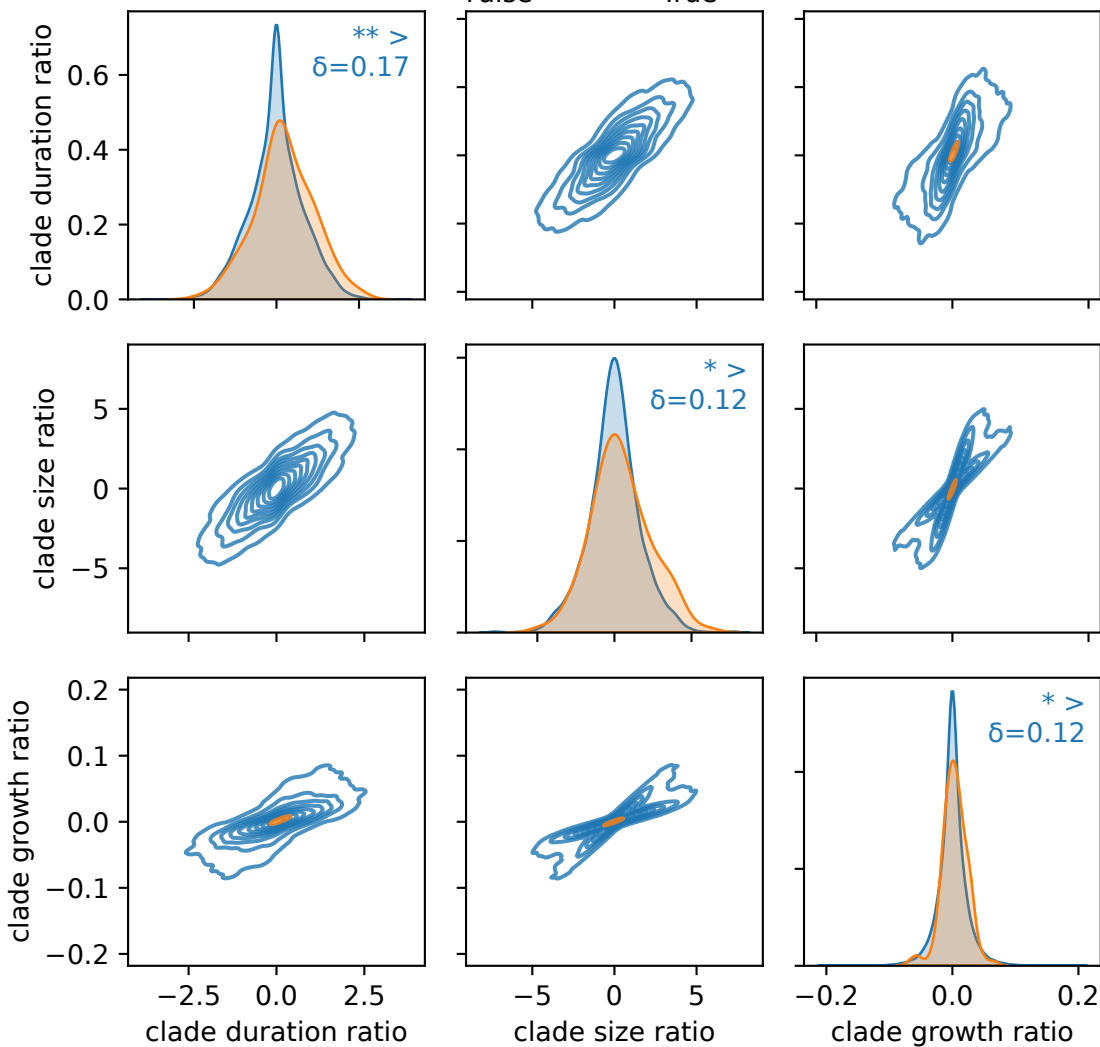 False True
clade duration ratio
0.6
0.4
0.2
0.0
** >
δ=0.17
clade size ratio
5
0
−5
* >
δ=0.12
clade growth ratio
0.2
0.1
0.0
−0.1
−0.2
* >
δ=0.12
−2.5 0.0 2.5
−5 0 5
−0.2 0.0 0.2
clade duration ratio
clade size ratio
clade growth ratio